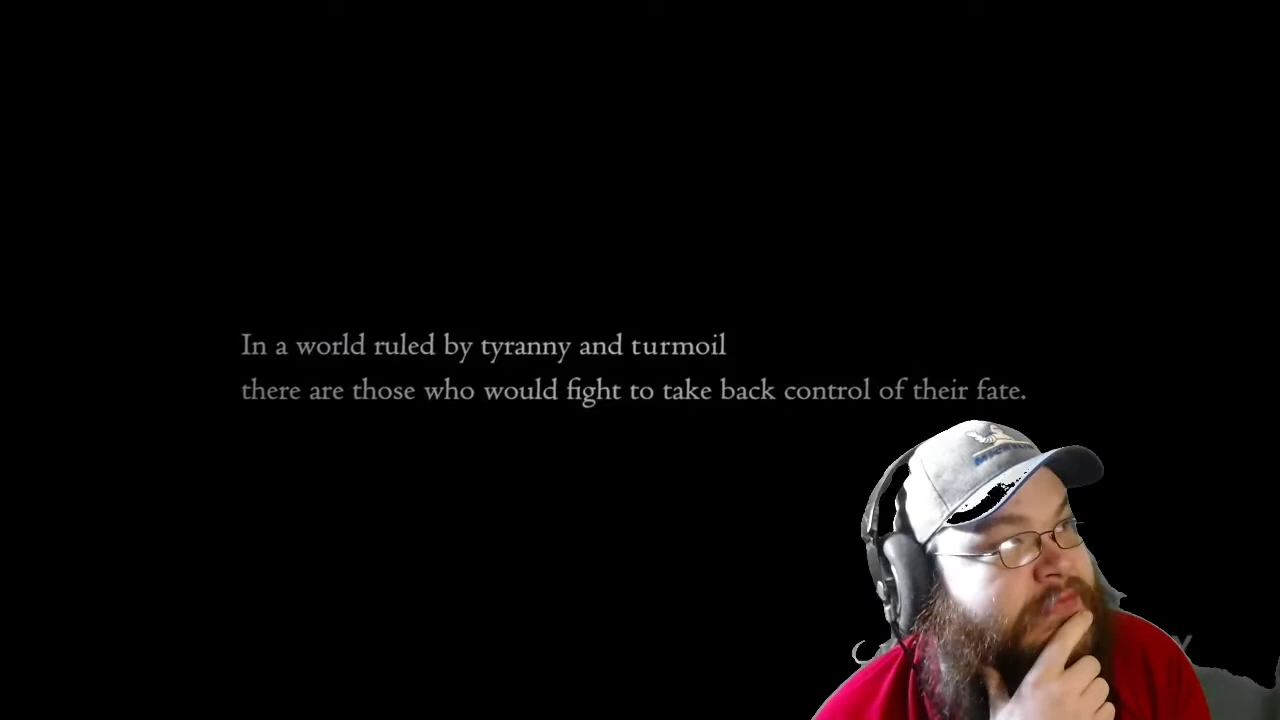 In a world ruled by tyranny and turmoil
there are those who would fight to take back control of their fate.